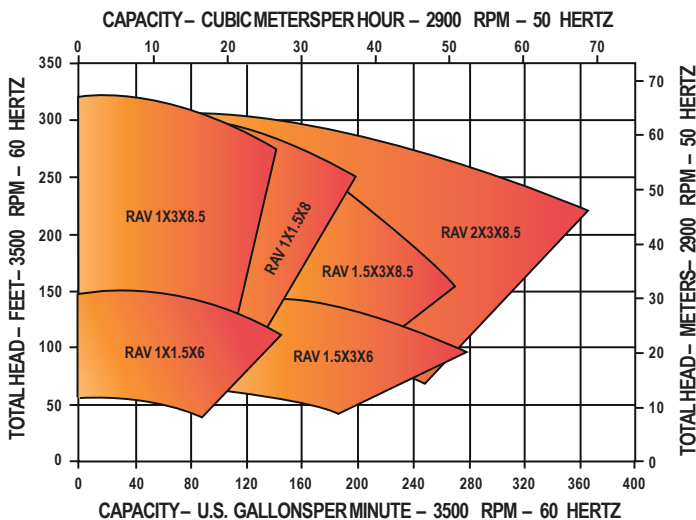 CAPACITY – CUBIC METERSPER HOUR – 2900 RPM – 50 HERTZ
0 10 20 30 40 50 60 70
TOTAL HEAD – FEET – 3500 RPM – 60 HERTZ
350
300
250
200
150
100
50
0
RAV 1X3X8.5
RAV 1X1.5X8
RAV 2X3X8.5
RAV 1.5X3X8.5
RAV 1X1.5X6
RAV 1.5X3X6
70
60
50
40
30
20
10
0
TOTAL HEAD – METERS– 2900 RPM – 50 HERTZ
0 40 80 120 160 200 240 280 320 360 400
CAPACITY– U.S. GALLONSPER MINUTE – 3500 RPM – 60 HERTZ